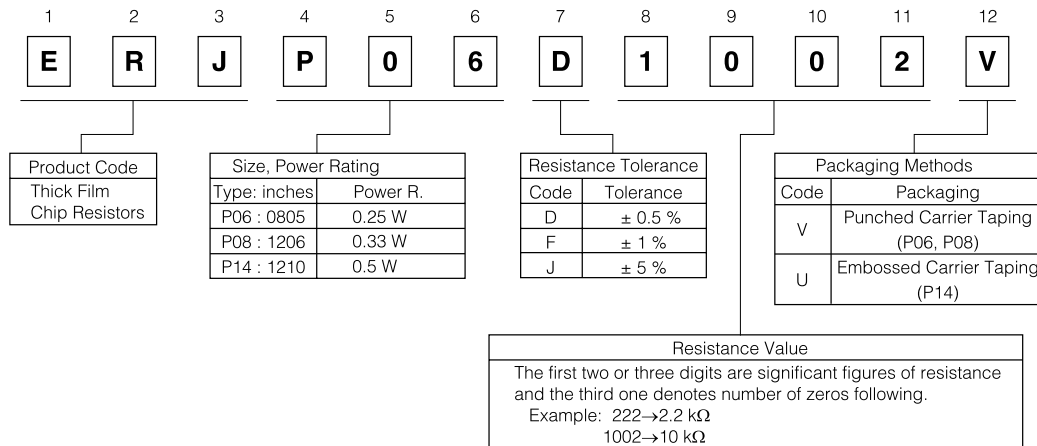 1 2 3 4 5 6 7 8 9 10 11 12
E R J P 0 6 D 1 0 0 2 V
Product Code
Thick Film
Chip Resistors
Size, Power Rating
Type: inches Power R.
P06 : 0805 0.25 W
P08 : 1206 0.33 W
P14 : 1210 0.5 W
Resistance Tolerance
Code Tolerance
D ± 0.5 %
F ± 1 %
J ± 5 %
Packaging Methods
Code Packaging
V Punched Carrier Taping
(P06, P08)
U Embossed Carrier Taping
(P14)
Resistance Value
The first two or three digits are significant figures of resistance
and the third one denotes number of zeros following.
Example: 222→2.2 kΩ
1002→10 kΩ